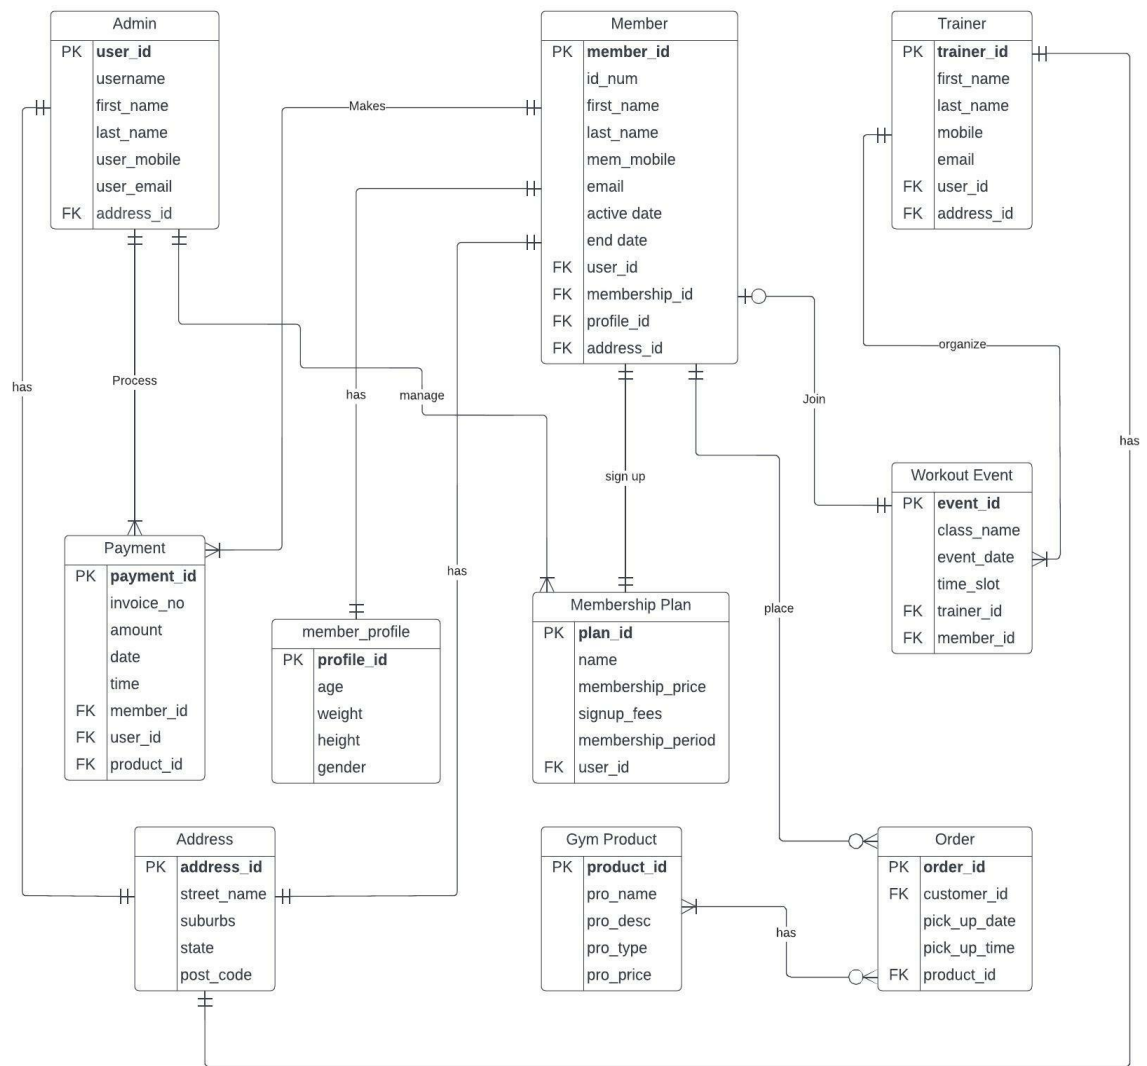 Admin
PK user_id
username
first_name
last_name
user_mobile
user_email
FK address_id
Member
PK member_id
id_num
first_name
last_name
mem_mobile
email
active date
end date
FK user_id
FK membership_id
FK profile_id
FK address_id
Trainer
PK trainer_id
first_name
last_name
mobile
email
FK user_id
FK address_id
Makes
organize
has
Process
has
manage
Join
has
sign up
has
place
Workout Event
PK event_id
class_name
event_date
time_slot
FK trainer_id
FK member_id
Payment
PK payment_id
invoice_no
amount
date
time
FK member_id
FK user_id
FK product_id
member_profile
PK profile_id
age
weight
height
gender
Membership Plan
PK plan_id
name
membership_price
signup_fees
membership_period
FK user_id
Address
PK address_id
street_name
suburbs
state
post_code
Gym Product
PK product_id
pro_name
pro_desc
pro_type
pro_price
has
Order
PK order_id
FK customer_id
pick_up_date
pick_up_time
FK product_id